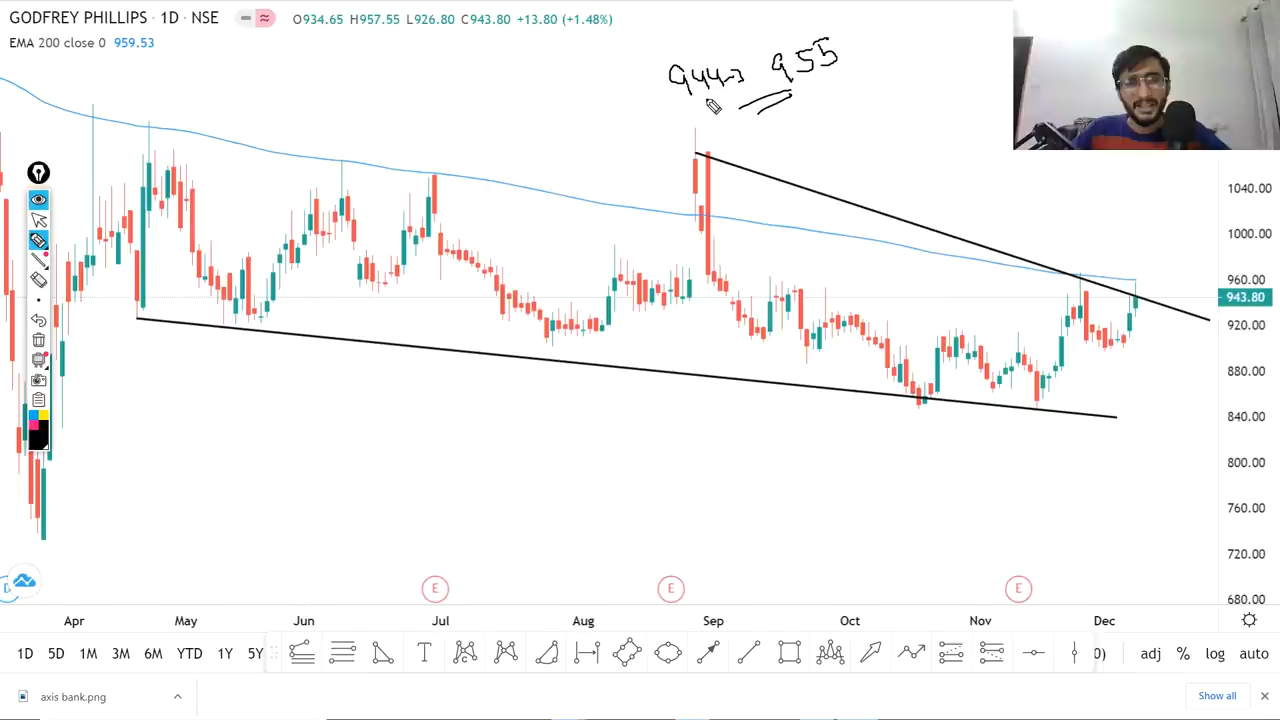 GODFREY PHILLIPS · 1D · NSE O934.65 H957.55 L926.80 C943.80 +13.80 (+1.48%)
EMA 200 close 0 959.53
944→ 955
1040.00
1000.00
960.00
943.80
920.00
880.00
840.00
800.00
760.00
720.00
680.00
E E E
Apr May Jun Jul Aug Sep Oct Nov Dec
1D 5D 1M 3M 6M YTD 1Y 5Y T 0) adj % log auto
axis bank.png Show all